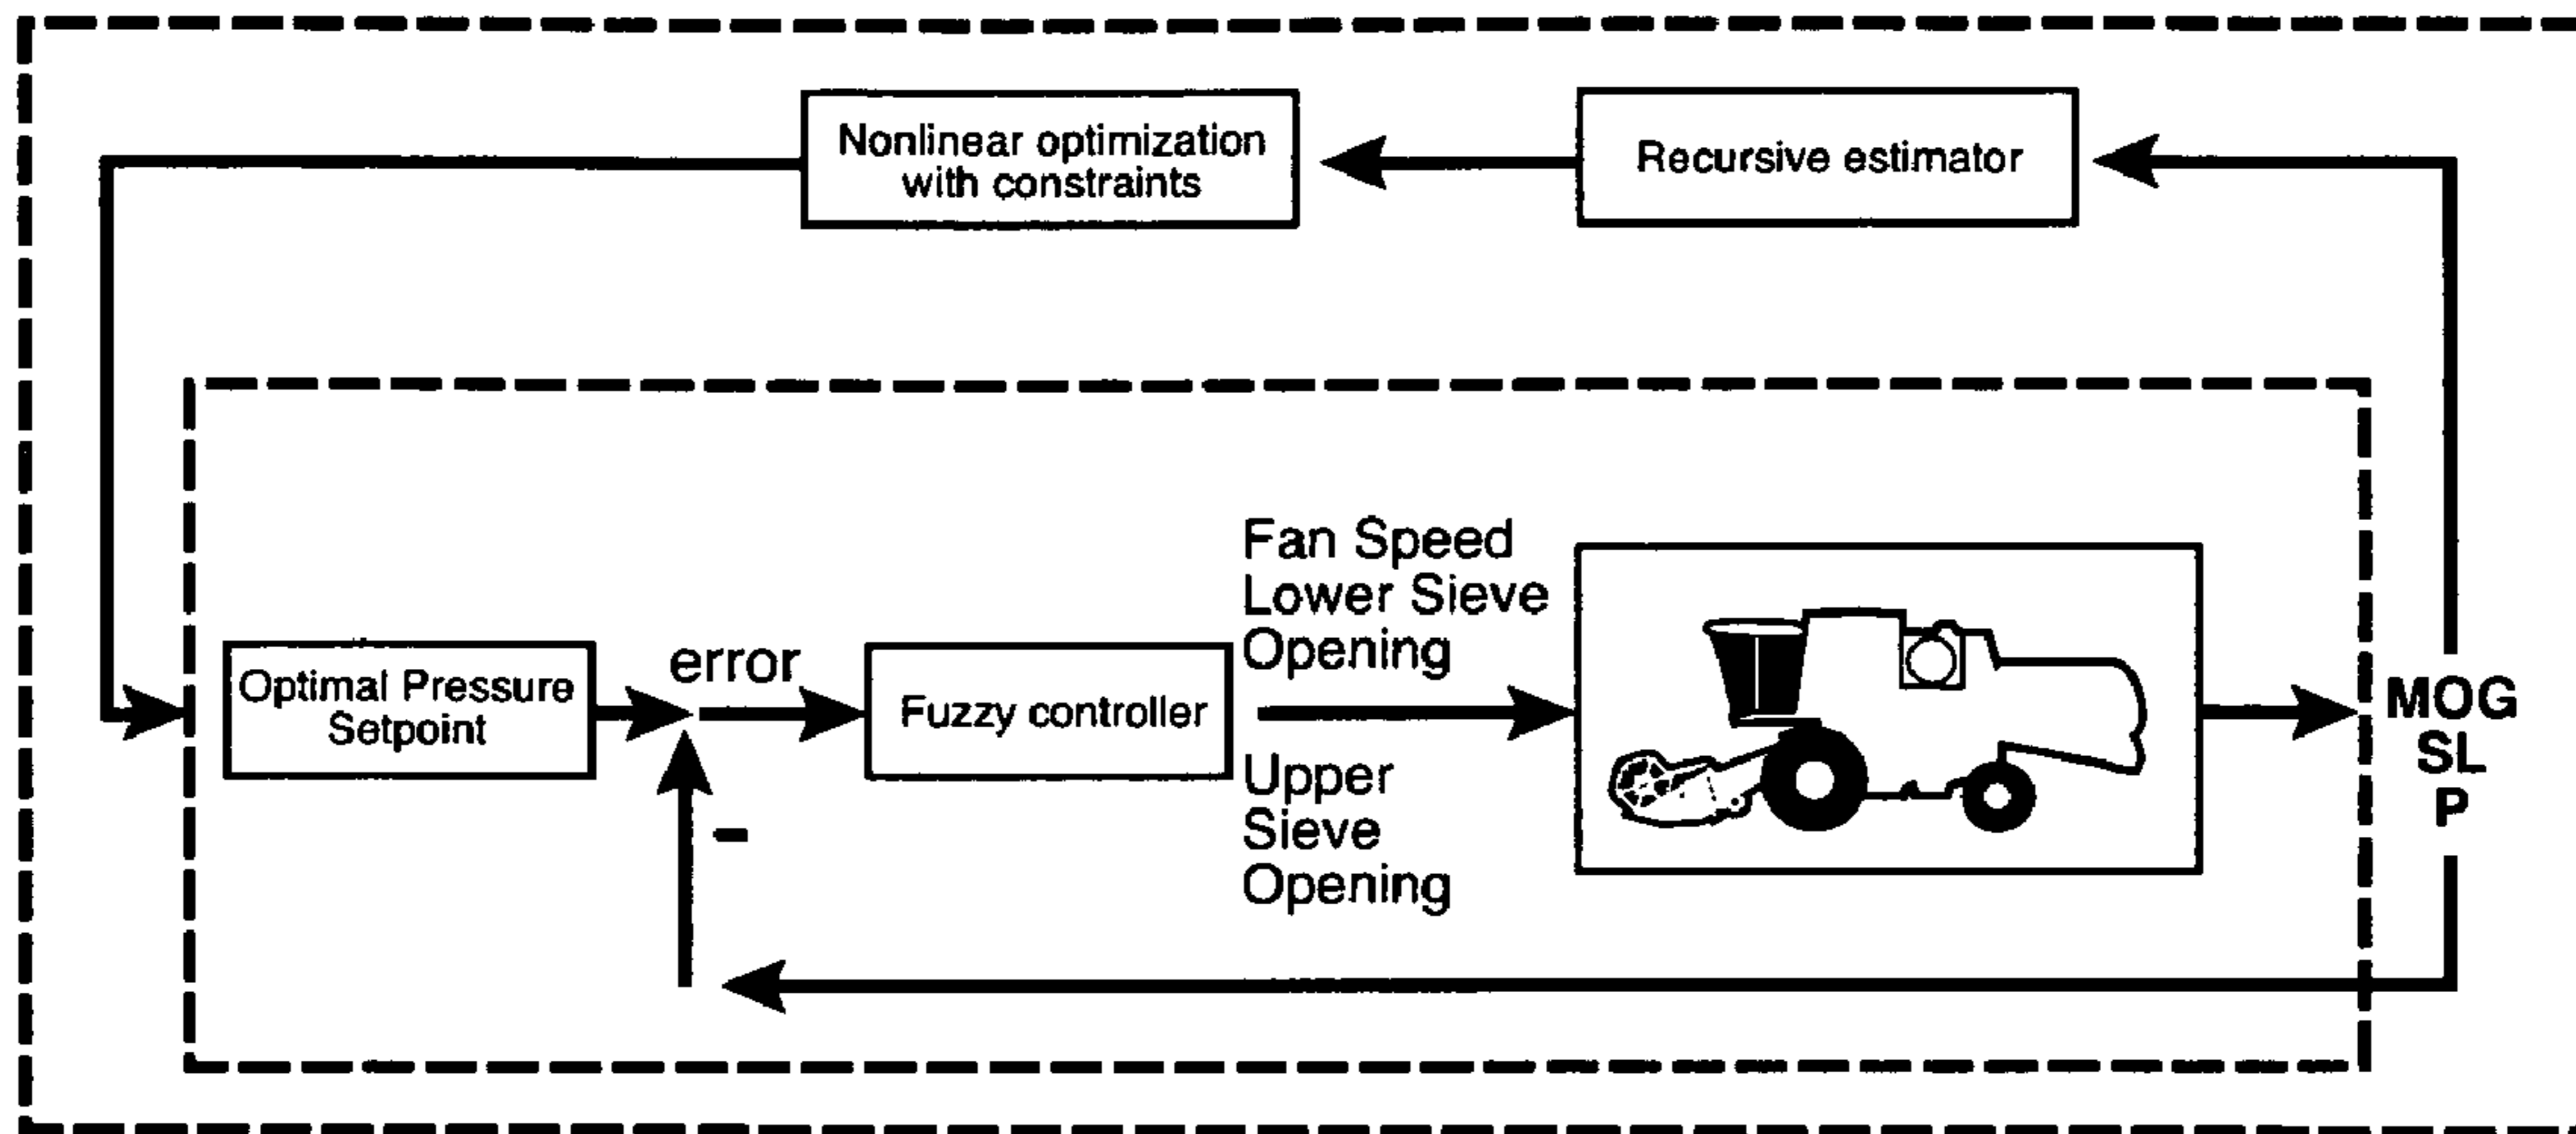 Nonlinear optimization
with constraints
Recursive estimator
Optimal Pressure
Setpoint
error
-
Fuzzy controller
Fan Speed
Lower Sieve
Opening
Upper
Sieve
Opening
MOG
SL
P